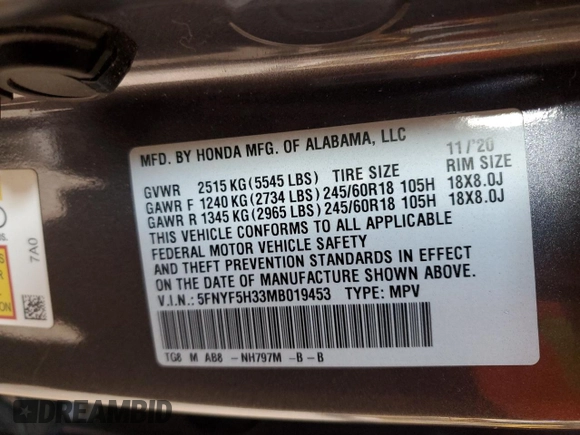 MFD. BY HONDA MFG. OF ALABAMA, LLC 11/'20
GVWR 2515 KG (5545 LBS) TIRE SIZE RIM SIZE
GAWR F 1240 KG (2734 LBS) 245/60R18 105H 18X8.0J
GAWR R 1345 KG (2965 LBS) 245/60R18 105H 18X8.0J
THIS VEHICLE CONFORMS TO ALL APPLICABLE
FEDERAL MOTOR VEHICLE SAFETY
AND THEFT PREVENTION STANDARDS IN EFFECT
ON THE DATE OF MANUFACTURE SHOWN ABOVE.
V.I.N.: 5FNYF5H33MB019453 TYPE: MPV
TG8 M AB8 -NH797M -B-B
7A0
DREAMBID